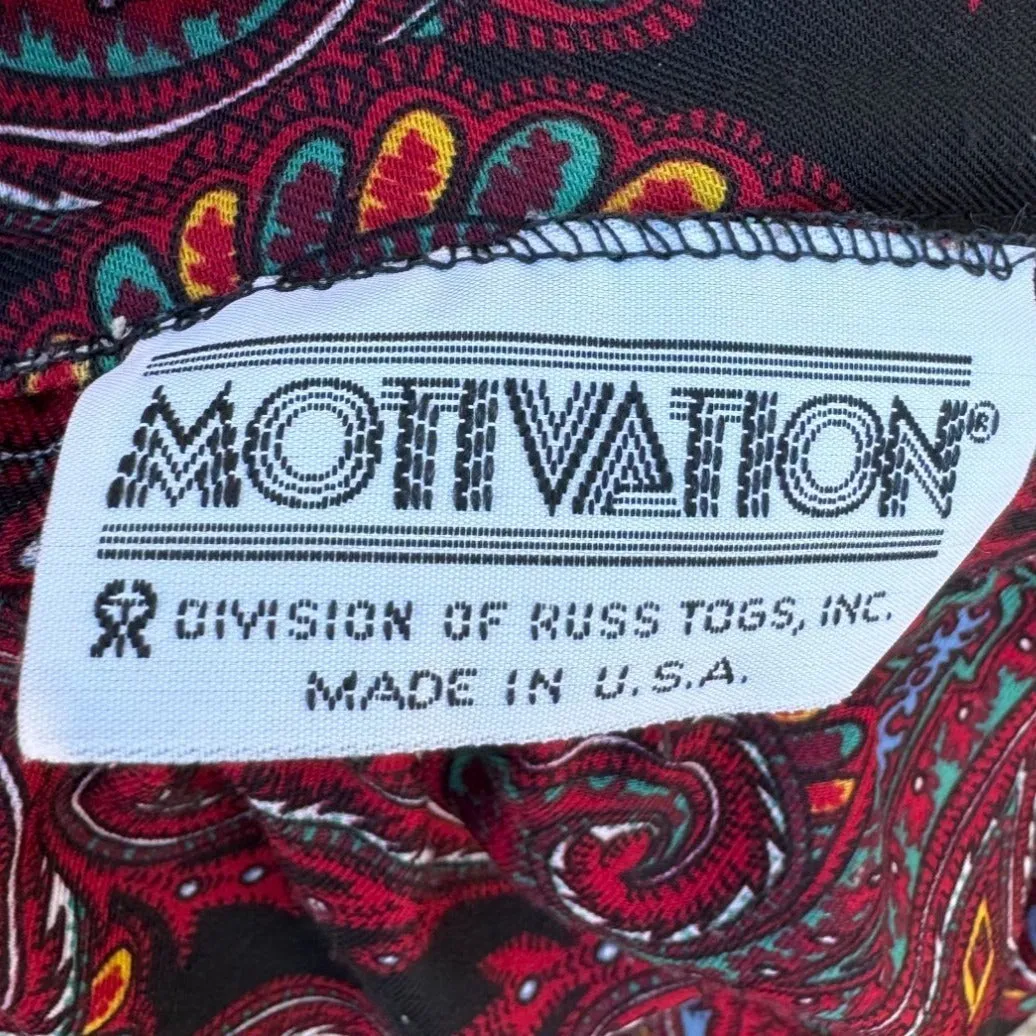 MOTIVATION®
DIVISION OF RUSS TOGS, INC.
MADE IN U.S.A.